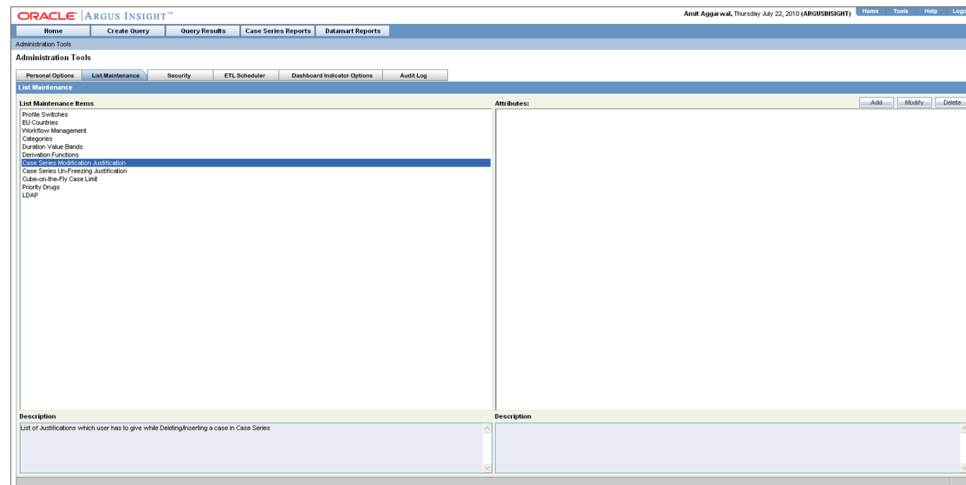 ORACLE | ARGUS INSIGHT™
Amit Aggarwal, Thursday July 22, 2010 (ARGUSINSIGHT) Home Tools Help Logo
Home Create Query Query Results Case Series Reports Datamart Reports
Administration Tools
Administration Tools
Personal Options List Maintenance Security ETL Scheduler Dashboard Indicator Options Audit Log
List Maintenance
List Maintenance Items
Attributes: Add Modify Delete
Profile Switches
EU Countries
Workflow Management
Categories
Duration Value Bands
Derivation Functions
Case Series Modification Justification
Case Series Un-Freezing Justification
Cube-on-the-Fly Case Limit
Priority Drugs
LDAP
Description
Description
List of Justifications which user has to give while Deleting/Inserting a case in Case Series